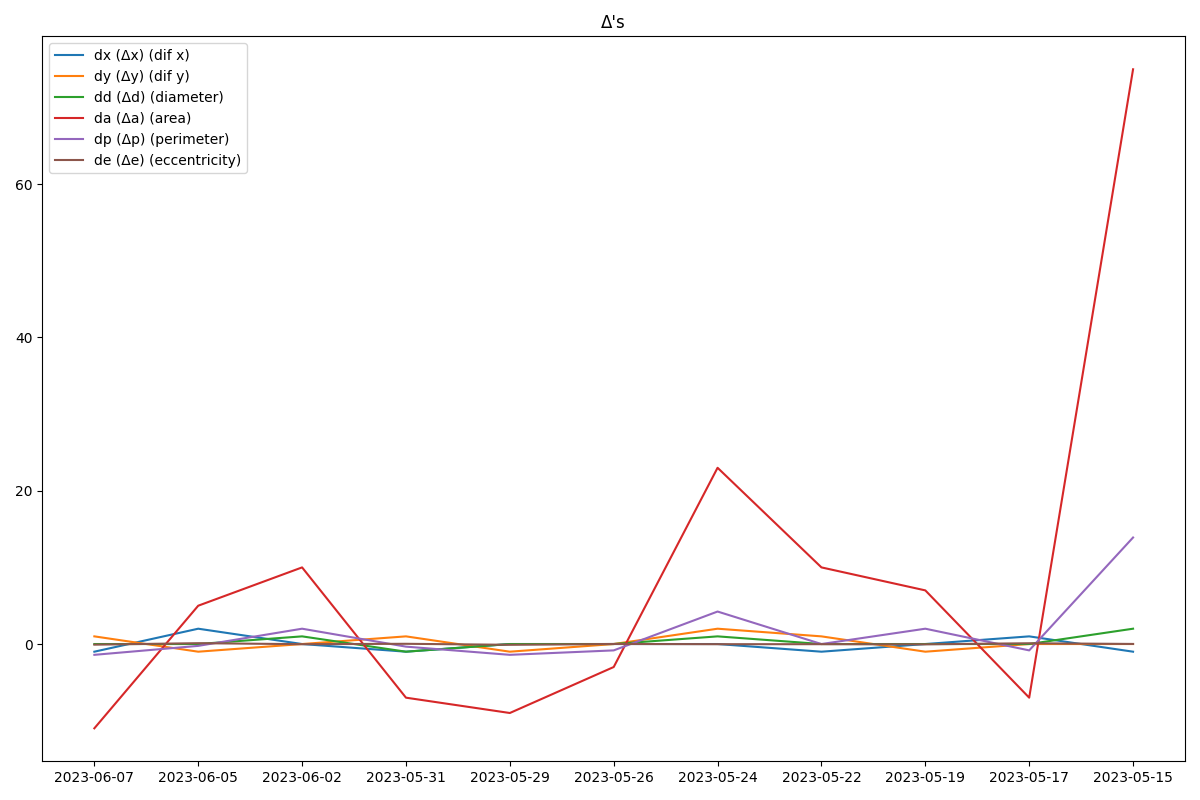 Δ's
dx (Δx) (dif x)
dy (Δy) (dif y)
dd (Δd) (diameter)
da (Δa) (area)
dp (Δp) (perimeter)
de (Δe) (eccentricity)
60
40
20
0
2023-06-07 2023-06-05 2023-06-02 2023-05-31 2023-05-29 2023-05-26 2023-05-24 2023-05-22 2023-05-19 2023-05-17 2023-05-15